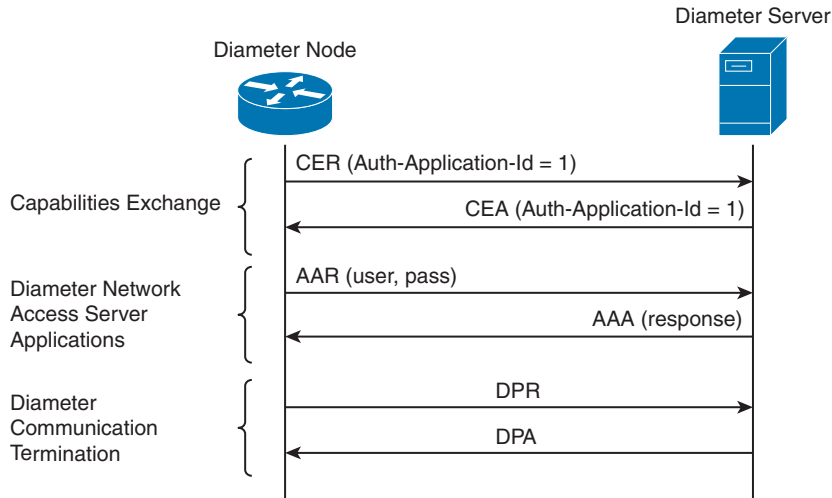 Diameter Server
Diameter Node
CER (Auth-Application-Id = 1)
Capabilities Exchange
CEA (Auth-Application-Id = 1)
AAR (user, pass)
Diameter Network
Access Server
Applications
AAA (response)
DPR
Diameter
Communication
Termination
DPA